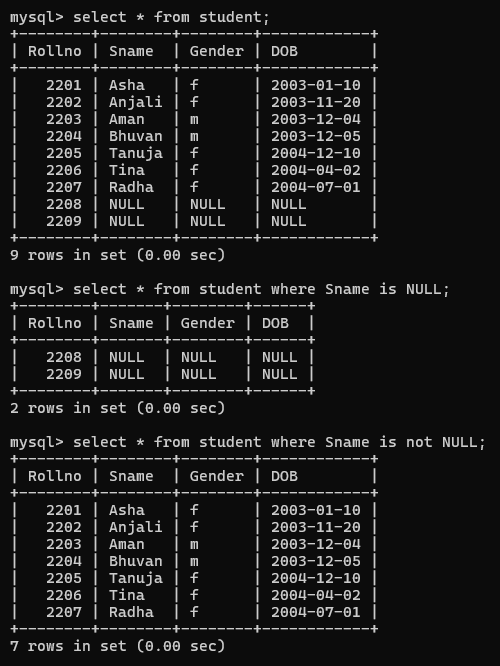 mysql> select * from student;
+--------+--------+--------+------------+
| Rollno | Sname  | Gender | DOB        |
+--------+--------+--------+------------+
|   2201 | Asha   | f      | 2003-01-10 |
|   2202 | Anjali | f      | 2003-11-20 |
|   2203 | Aman   | m      | 2003-12-04 |
|   2204 | Bhuvan | m      | 2003-12-05 |
|   2205 | Tanuja | f      | 2004-12-10 |
|   2206 | Tina   | f      | 2004-04-02 |
|   2207 | Radha  | f      | 2004-07-01 |
|   2208 | NULL   | NULL   | NULL       |
|   2209 | NULL   | NULL   | NULL       |
+--------+--------+--------+------------+
9 rows in set (0.00 sec)
mysql> select * from student where Sname is NULL;
+--------+-------+--------+------+
| Rollno | Sname | Gender | DOB  |
+--------+-------+--------+------+
|   2208 | NULL  | NULL   | NULL |
|   2209 | NULL  | NULL   | NULL |
+--------+-------+--------+------+
2 rows in set (0.00 sec)
mysql> select * from student where Sname is not NULL;
+--------+--------+--------+------------+
| Rollno | Sname  | Gender | DOB        |
+--------+--------+--------+------------+
|   2201 | Asha   | f      | 2003-01-10 |
|   2202 | Anjali | f      | 2003-11-20 |
|   2203 | Aman   | m      | 2003-12-04 |
|   2204 | Bhuvan | m      | 2003-12-05 |
|   2205 | Tanuja | f      | 2004-12-10 |
|   2206 | Tina   | f      | 2004-04-02 |
|   2207 | Radha  | f      | 2004-07-01 |
+--------+--------+--------+------------+
7 rows in set (0.00 sec)